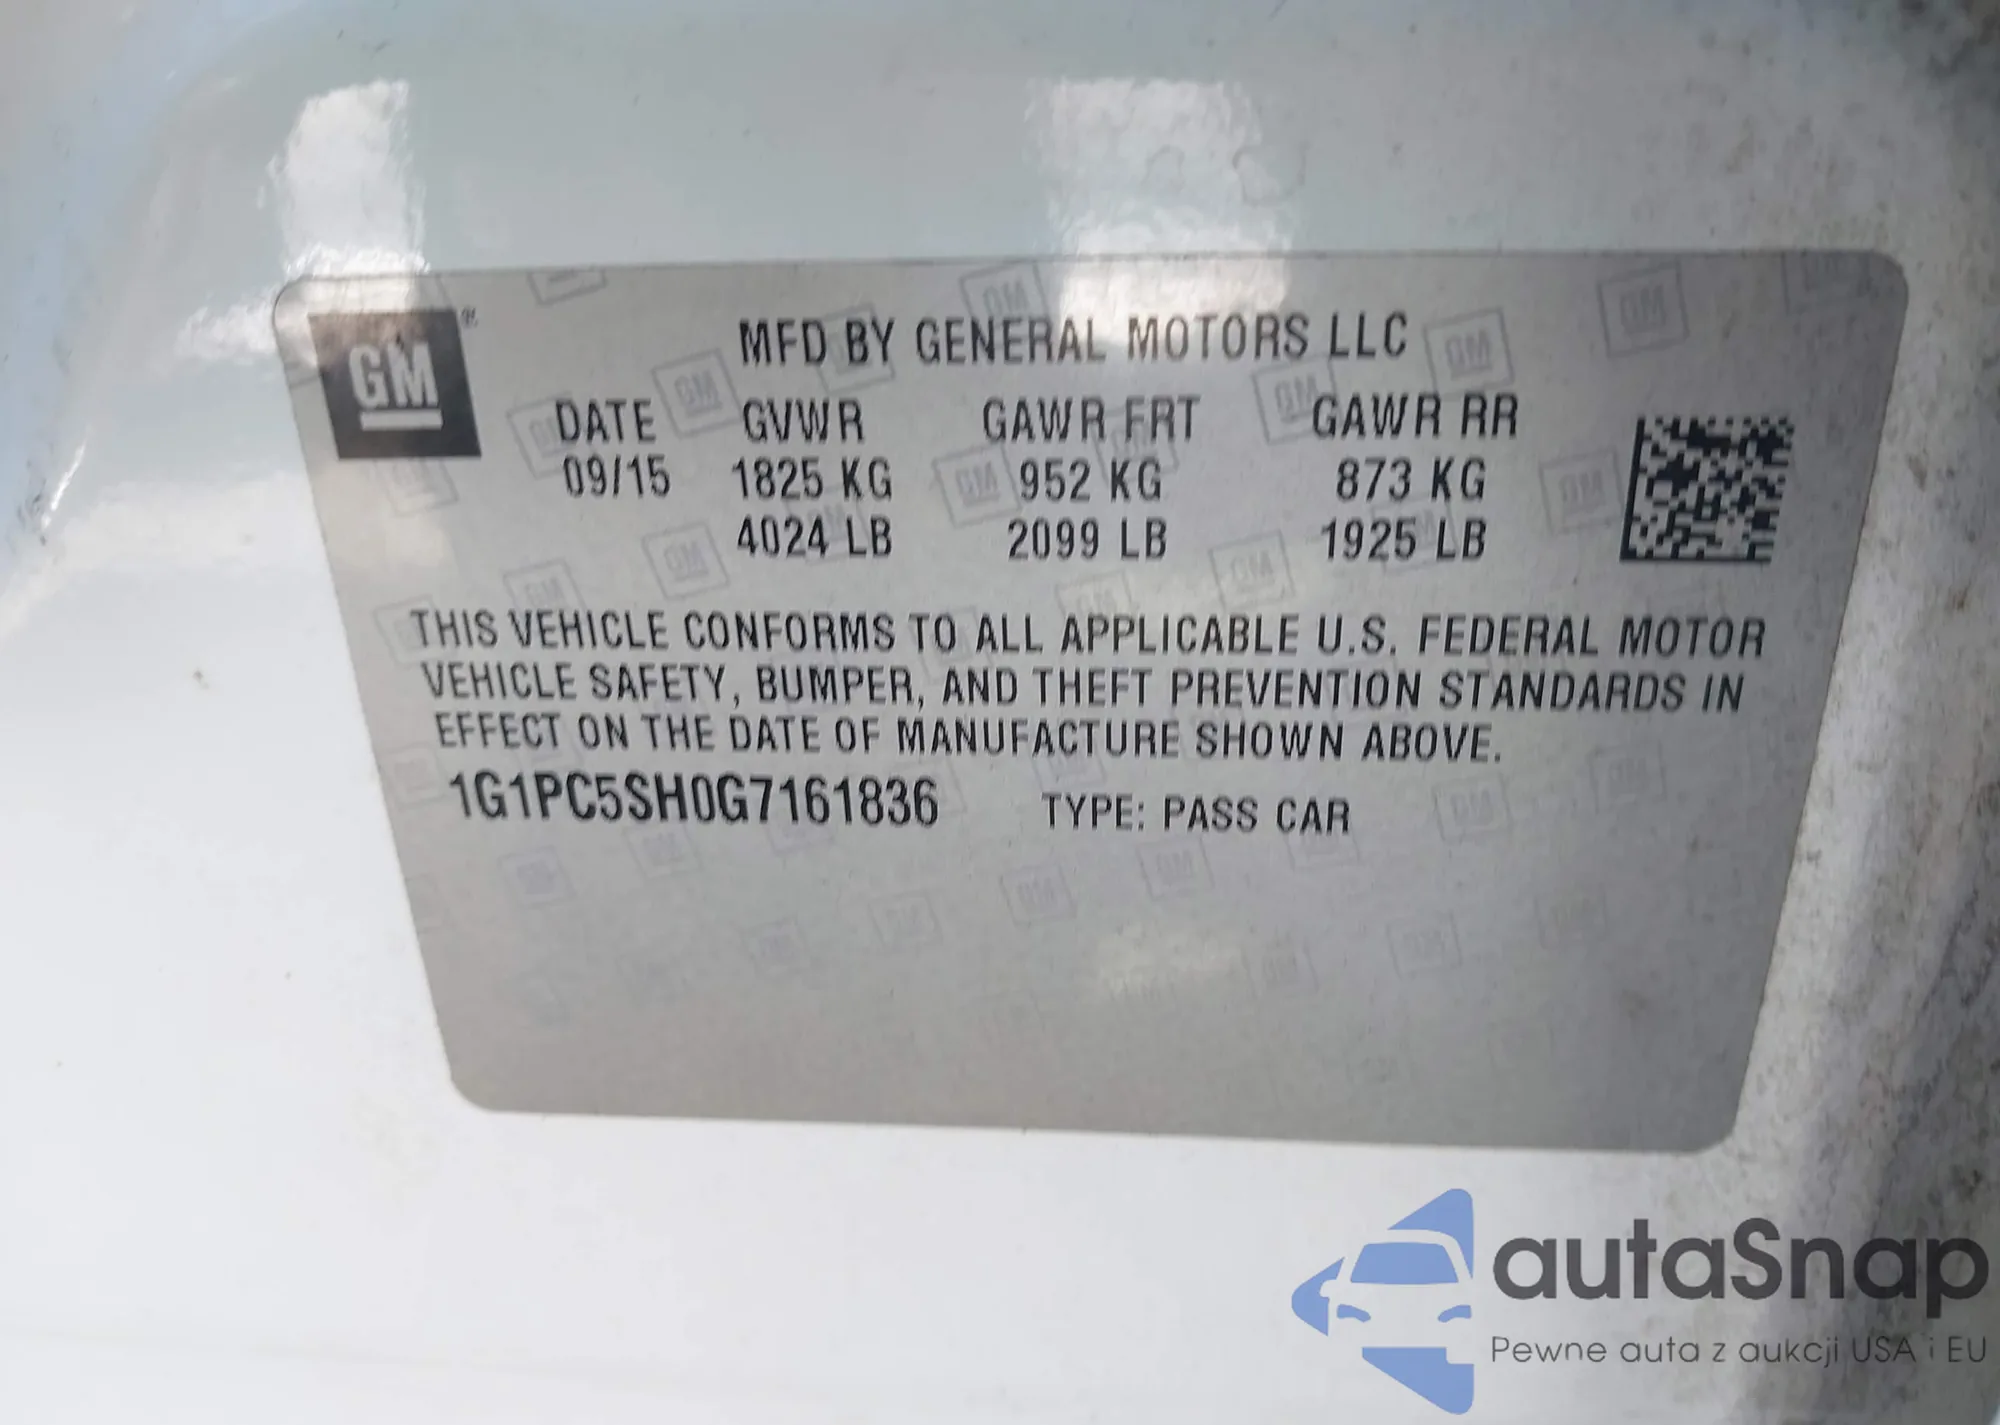 GM®
MFD BY GENERAL MOTORS LLC
DATE GVWR GAWR FRT GAWR RR
09/15 1825 KG 952 KG 873 KG
4024 LB 2099 LB 1925 LB
THIS VEHICLE CONFORMS TO ALL APPLICABLE U.S. FEDERAL MOTOR
VEHICLE SAFETY, BUMPER, AND THEFT PREVENTION STANDARDS IN
EFFECT ON THE DATE OF MANUFACTURE SHOWN ABOVE.
1G1PC5SH0G7161836 TYPE: PASS CAR
autaSnap
Pewne auta z aukcji USA i EU